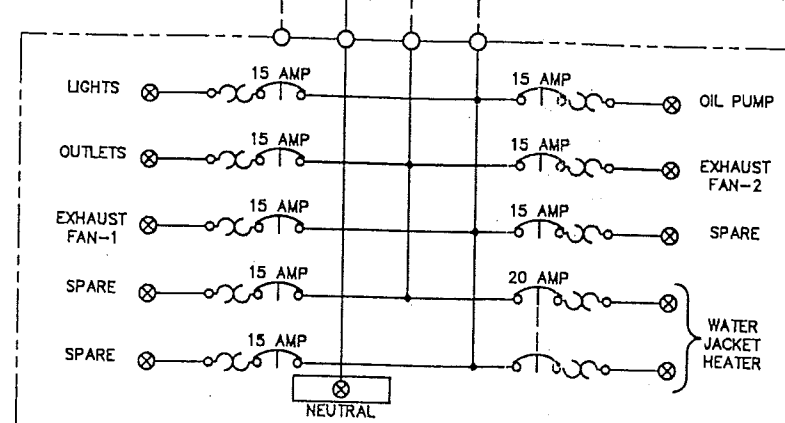 15 AMP
15 AMP
LIGHTS
OIL PUMP
15 AMP
15 AMP
OUTLETS
EXHAUST
FAN-2
15 AMP
15 AMP
EXHAUST
FAN-1
SPARE
15 AMP
20 AMP
SPARE
15 AMP
SPARE
WATER
JACKET
HEATER
NEUTRAL